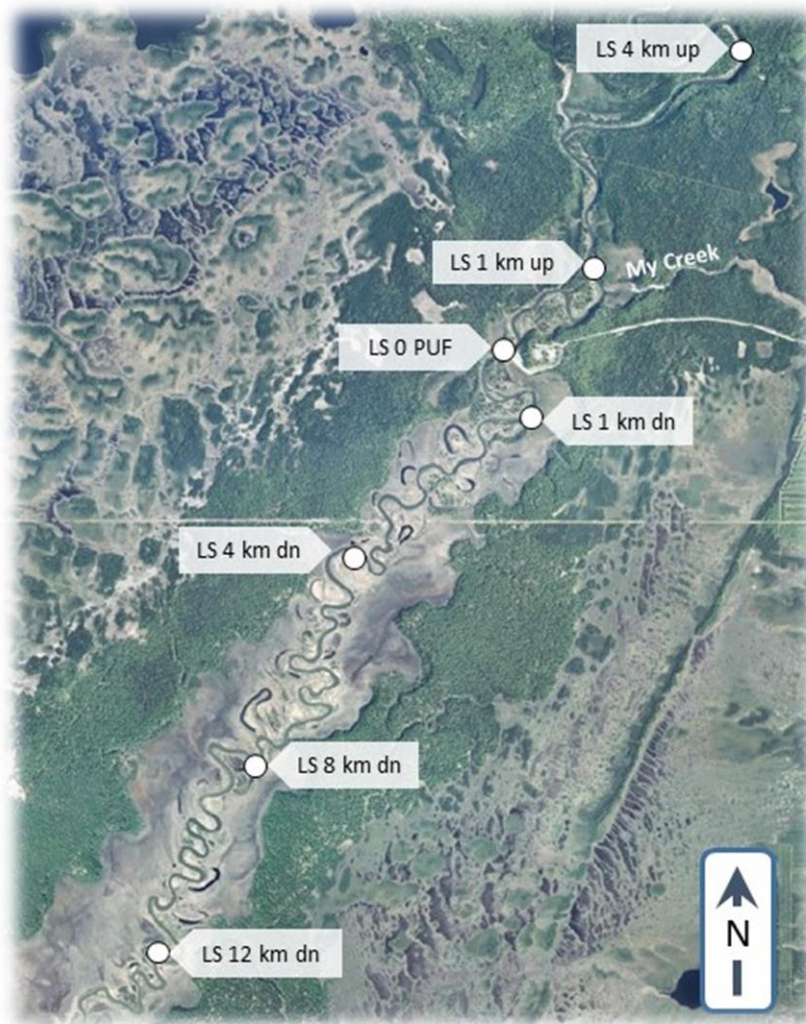 LS 4 km up
LS 1 km up
My Creek
LS 0 PUF
LS 1 km dn
LS 4 km dn
LS 8 km dn
LS 12 km dn
N